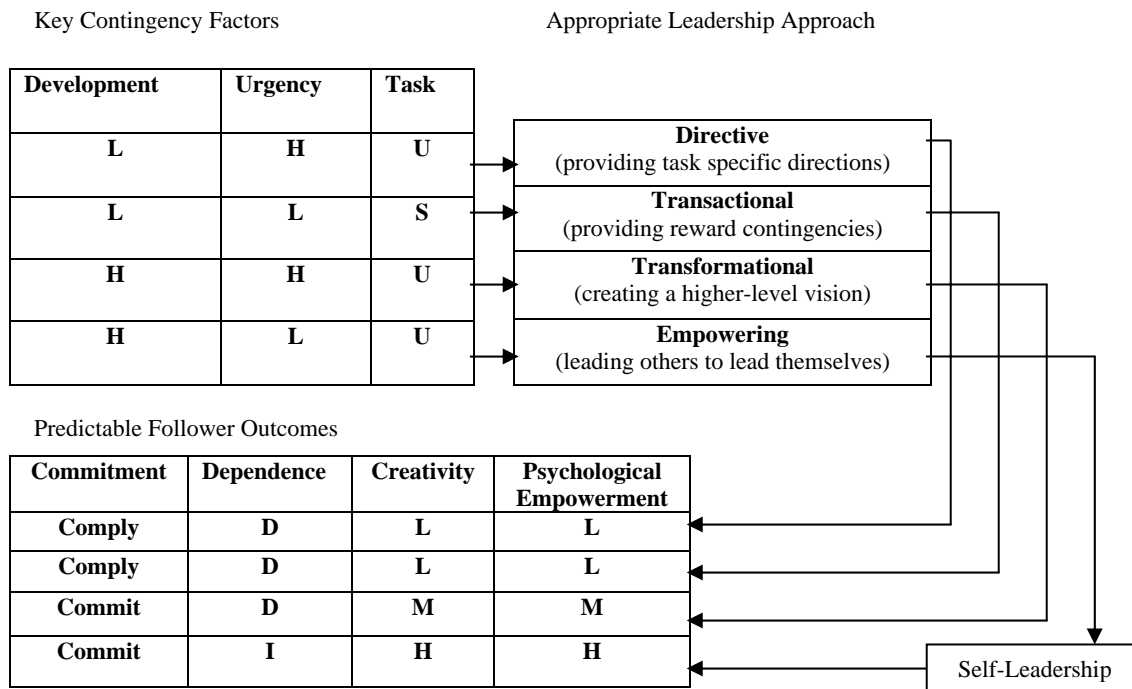 Key Contingency Factors Appropriate Leadership Approach
Development Urgency Task
L H U
L L S
H H U
H L U
Directive
(providing task specific directions)
Transactional
(providing reward contingencies)
Transformational
(creating a higher-level vision)
Empowering
(leading others to lead themselves)
Predictable Follower Outcomes
Commitment Dependence Creativity Psychological
Empowerment
Comply D L L
Comply D L L
Commit D M M
Commit I H H
Self-Leadership